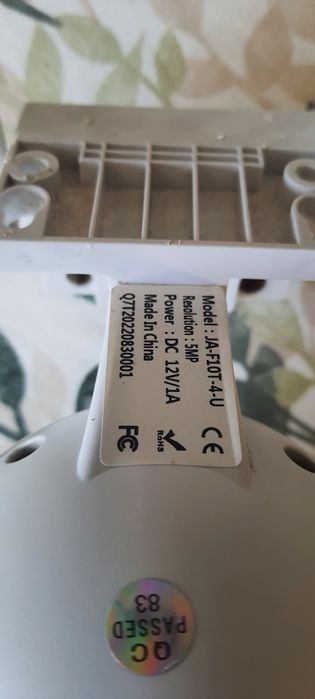 Model : JA-F10T-4-U
Resolution : 5MP
Power : DC 12V/1A
Made In China
Q7T20220830001
CE
RoHS
FC
QC
PASSED
83